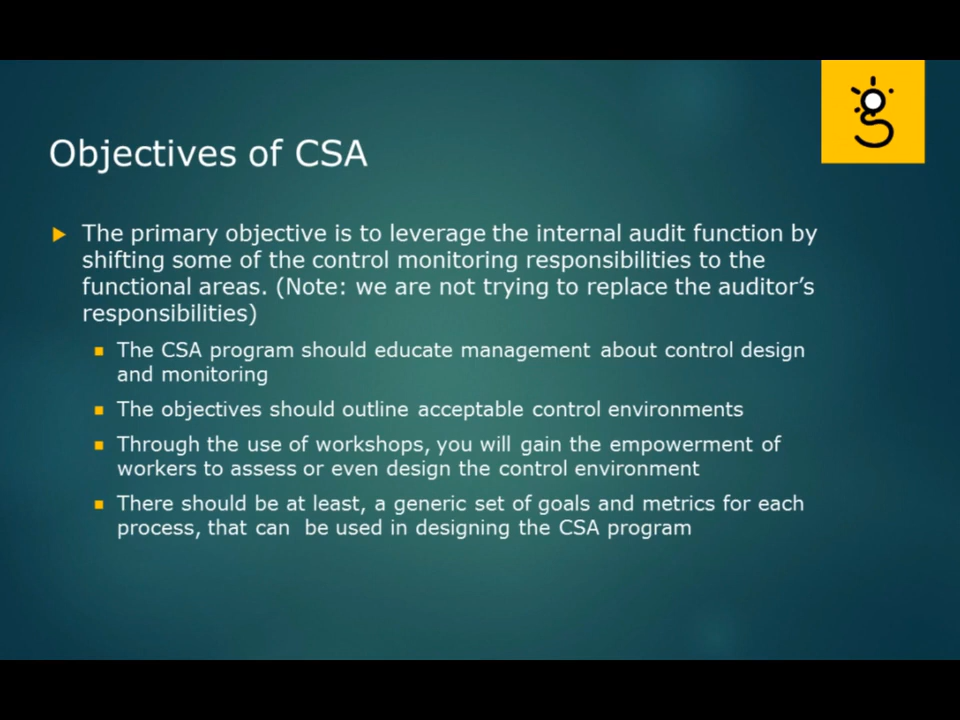 Objectives of CSA
The primary objective is to leverage the internal audit function by
shifting some of the control monitoring responsibilities to the
functional areas. (Note: we are not trying to replace the auditor’s
responsibilities)
The CSA program should educate management about control design
and monitoring
The objectives should outline acceptable control environments
Through the use of workshops, you will gain the empowerment of
workers to assess or even design the control environment
There should be at least, a generic set of goals and metrics for each
process, that can be used in designing the CSA program